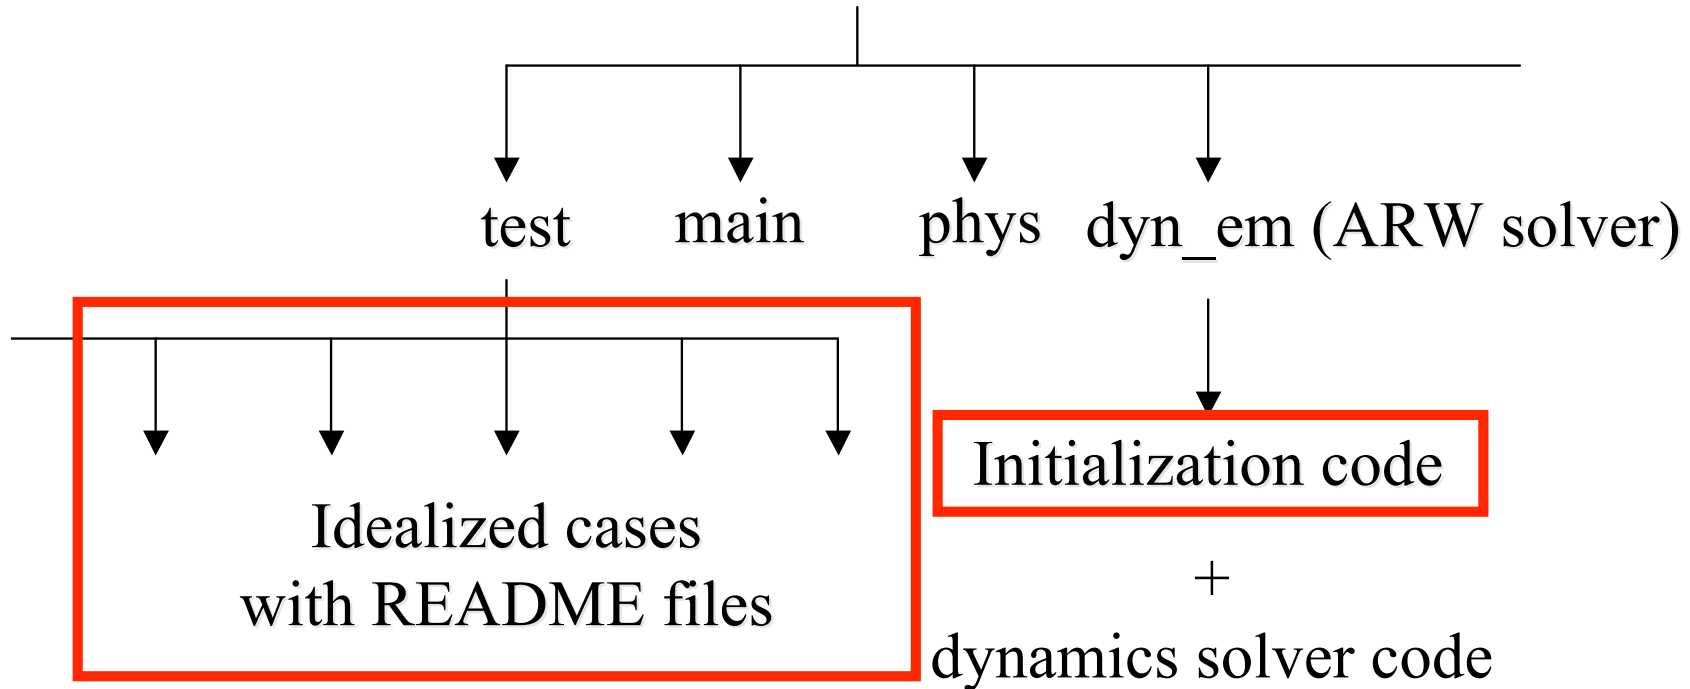 test
main
phys
dyn_em (ARW solver)
Initialization code
Idealized cases
with README files
+
dynamics solver code